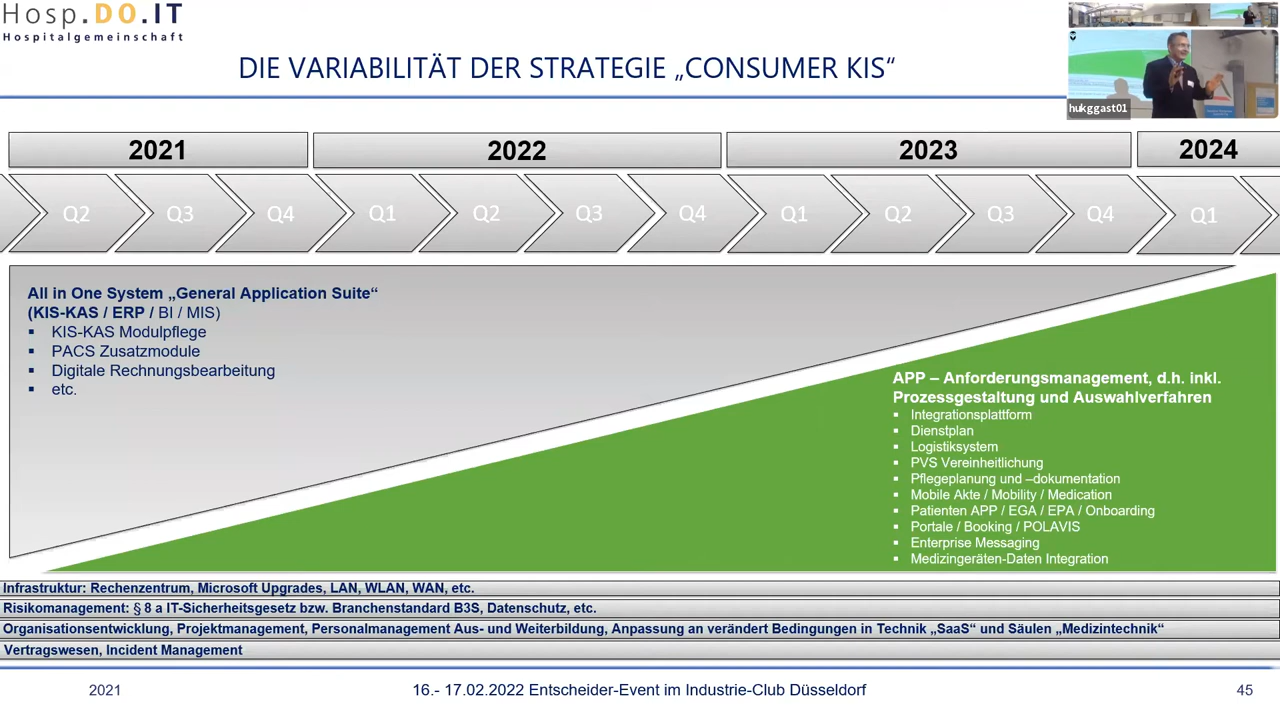 Hosp.DO.IT
Hospitalgemeinschaft
DIE VARIABILITÄT DER STRATEGIE „CONSUMER KIS“
hukggast01
2021
2022
2023
2024
Q2
Q3
Q4
Q1
Q2
Q3
Q4
Q1
Q2
Q3
Q4
Q1
All in One System „General Application Suite“
(KIS-KAS / ERP / BI / MIS)
▪ KIS-KAS Modulpflege
▪ PACS Zusatzmodule
▪ Digitale Rechnungsbearbeitung
▪ etc.
APP – Anforderungsmanagement, d.h. inkl.
Prozessgestaltung und Auswahlverfahren
▪ Integrationsplattform
▪ Dienstplan
▪ Logistiksystem
▪ PVS Vereinheitlichung
▪ Pflegeplanung und –dokumentation
▪ Mobile Akte / Mobility / Medication
▪ Patienten APP / EGA / EPA / Onboarding
▪ Portale / Booking / POLAVIS
▪ Enterprise Messaging
▪ Medizingeräten-Daten Integration
Infrastruktur: Rechenzentrum, Microsoft Upgrades, LAN, WLAN, WAN, etc.
Risikomanagement: § 8 a IT-Sicherheitsgesetz bzw. Branchenstandard B3S, Datenschutz, etc.
Organisationsentwicklung, Projektmanagement, Personalmanagement Aus- und Weiterbildung, Anpassung an verändert Bedingungen in Technik „SaaS“ und Säulen „Medizintechnik“
Vertragswesen, Incident Management
2021
16.- 17.02.2022 Entscheider-Event im Industrie-Club Düsseldorf
45